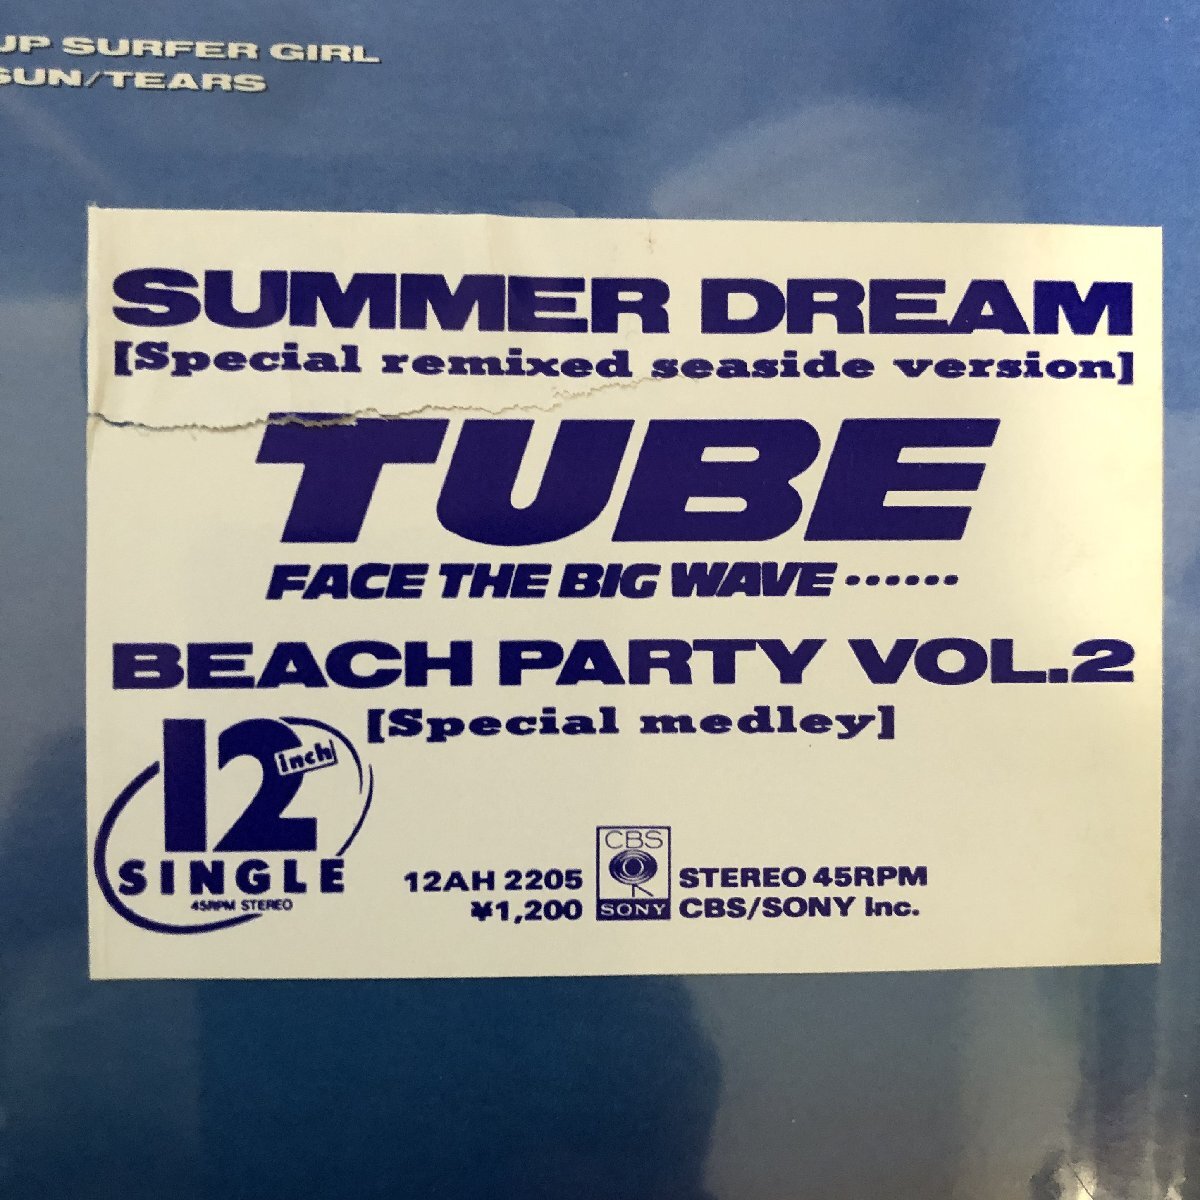 UP SURFER GIRL
SUN/TEARS
SUMMER DREAM
[Special remixed seaside version]
TUBE
FACE THE BIG WAVE······
BEACH PARTY VOL.2
[Special medley]
12 inch
SINGLE
45RPM STEREO
12AH 2205
¥1,200
CBS
SONY
STEREO 45RPM
CBS/SONY Inc.